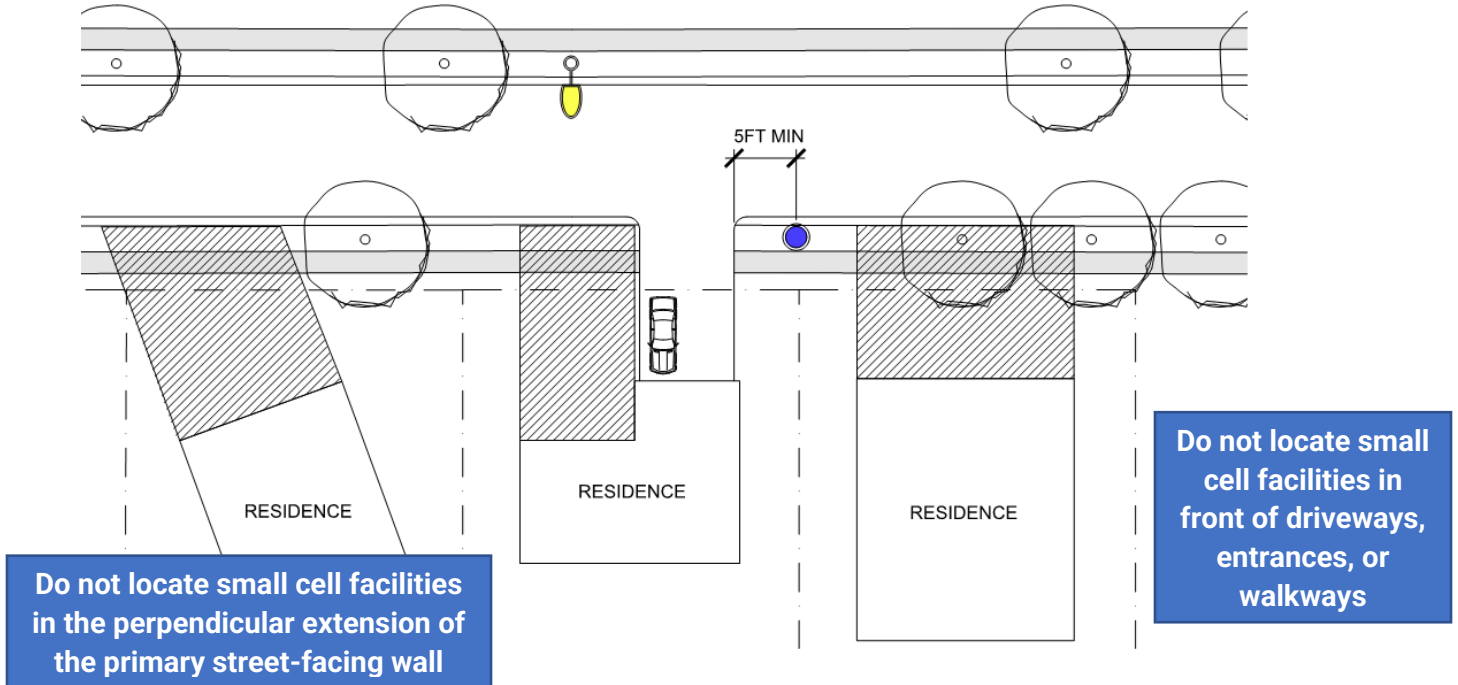 5FT MIN
RESIDENCE
RESIDENCE
RESIDENCE
Do not locate small cell facilities
in the perpendicular extension of
the primary street-facing wall
Do not locate small
cell facilities in
front of driveways,
entrances, or
walkways